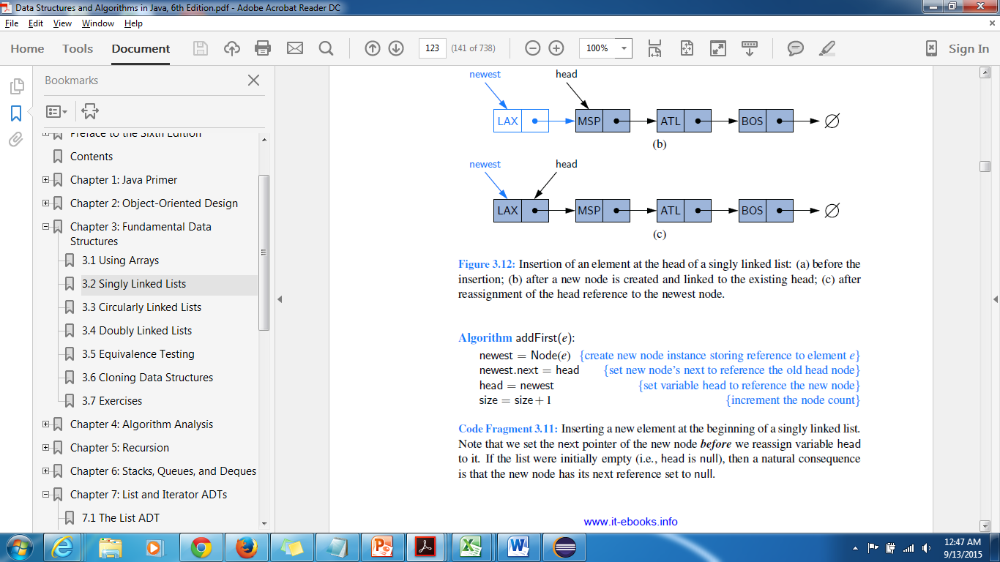 Data Structures and Algorithms in Java, 6th Edition.pdf - Adobe Acrobat Reader DC
File Edit View Window Help
Home Tools Document 123 (141 of 738) 100% Sign In
Bookmarks
Preface to the Sixth Edition
Contents
Chapter 1: Java Primer
Chapter 2: Object-Oriented Design
Chapter 3: Fundamental Data
Structures
3.1 Using Arrays
3.2 Singly Linked Lists
3.3 Circularly Linked Lists
3.4 Doubly Linked Lists
3.5 Equivalence Testing
3.6 Cloning Data Structures
3.7 Exercises
Chapter 4: Algorithm Analysis
Chapter 5: Recursion
Chapter 6: Stacks, Queues, and Deques
Chapter 7: List and Iterator ADTs
7.1 The List ADT
newest head
LAX MSP ATL BOS ∅
(b)
newest head
LAX MSP ATL BOS ∅
(c)
Figure 3.12: Insertion of an element at the head of a singly linked list: (a) before the
insertion; (b) after a new node is created and linked to the existing head; (c) after
reassignment of the head reference to the newest node.
Algorithm addFirst(e):
newest = Node(e) {create new node instance storing reference to element e}
newest.next = head {set new node's next to reference the old head node}
head = newest {set variable head to reference the new node}
size = size+1 {increment the node count}
Code Fragment 3.11: Inserting a new element at the beginning of a singly linked list.
Note that we set the next pointer of the new node before we reassign variable head
to it. If the list were initially empty (i.e., head is null), then a natural consequence
is that the new node has its next reference set to null.
www.it-ebooks.info
12:47 AM
9/13/2015